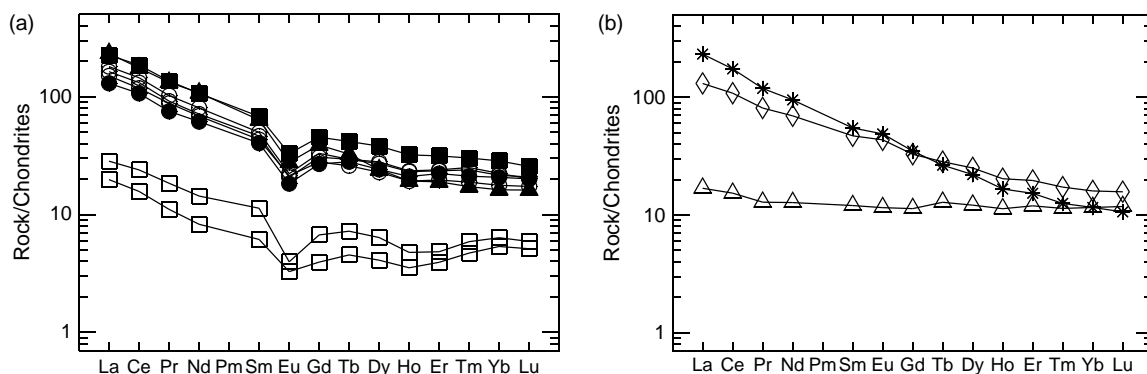 (a)
Rock/Chondrites
100
10
1
La Ce Pr Nd Pm Sm Eu Gd Tb Dy Ho Er Tm Yb Lu
(b)
Rock/Chondrites
100
10
1
La Ce Pr Nd Pm Sm Eu Gd Tb Dy Ho Er Tm Yb Lu